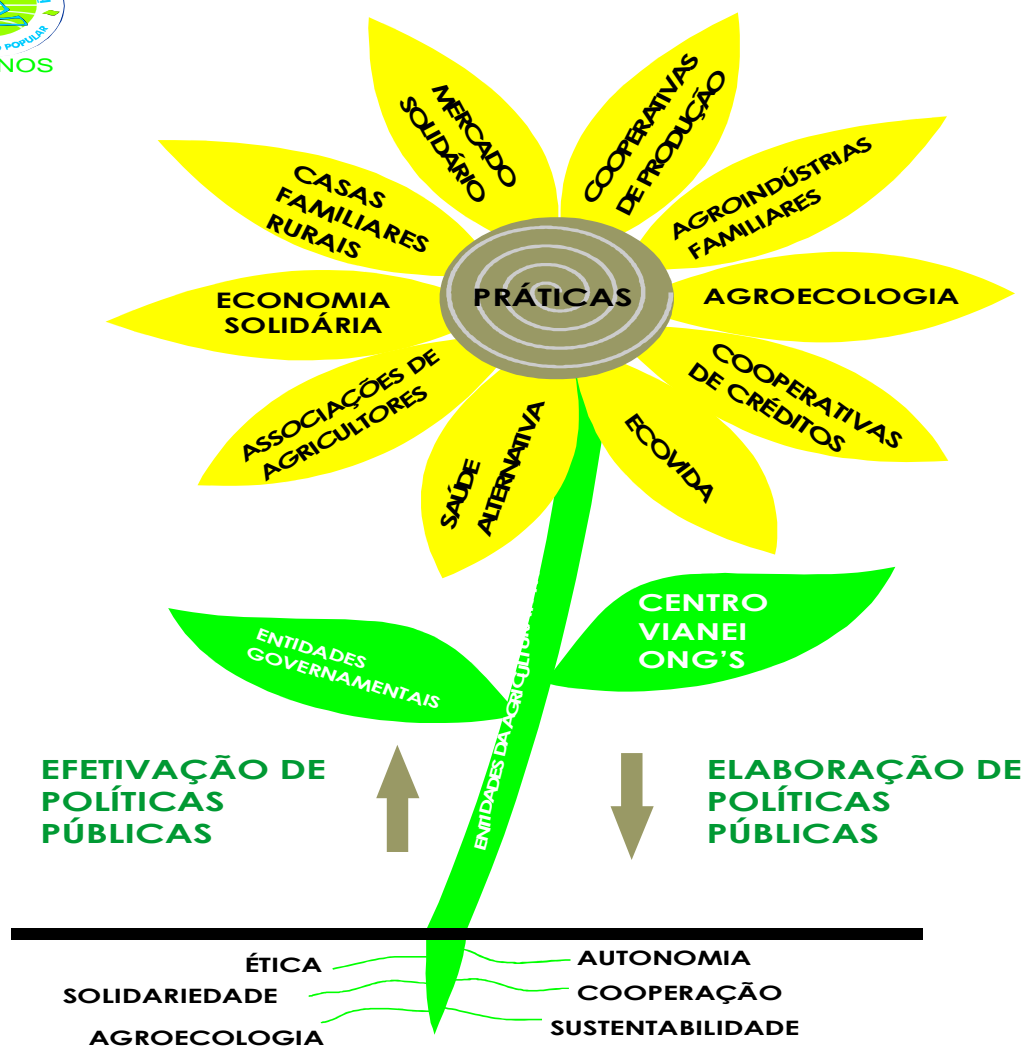 POPULAR
NOS
MERCADO
SOLIDÁRIO
COOPERATIVAS
DE PRODUÇÃO
CASAS
FAMILIARES
RURAIS
AGROINDÚSTRIAS
FAMILIARES
ECONOMIA
SOLIDÁRIA
PRÁTICAS
AGROECOLOGIA
ASSOCIAÇÕES DE
AGRICULTORES
SAÚDE
ALTERNATIVA
ECOVIDA
COOPERATIVAS
DE CRÉDITOS
ENTIDADES
GOVERNAMENTAIS
CENTRO
VIANEI
ONG'S
ENTIDADES DA
EFETIVAÇÃO DE
POLÍTICAS
PÚBLICAS
ELABORAÇÃO DE
POLÍTICAS
PÚBLICAS
ÉTICA
SOLIDARIEDADE
AGROECOLOGIA
AUTONOMIA
COOPERAÇÃO
SUSTENTABILIDADE